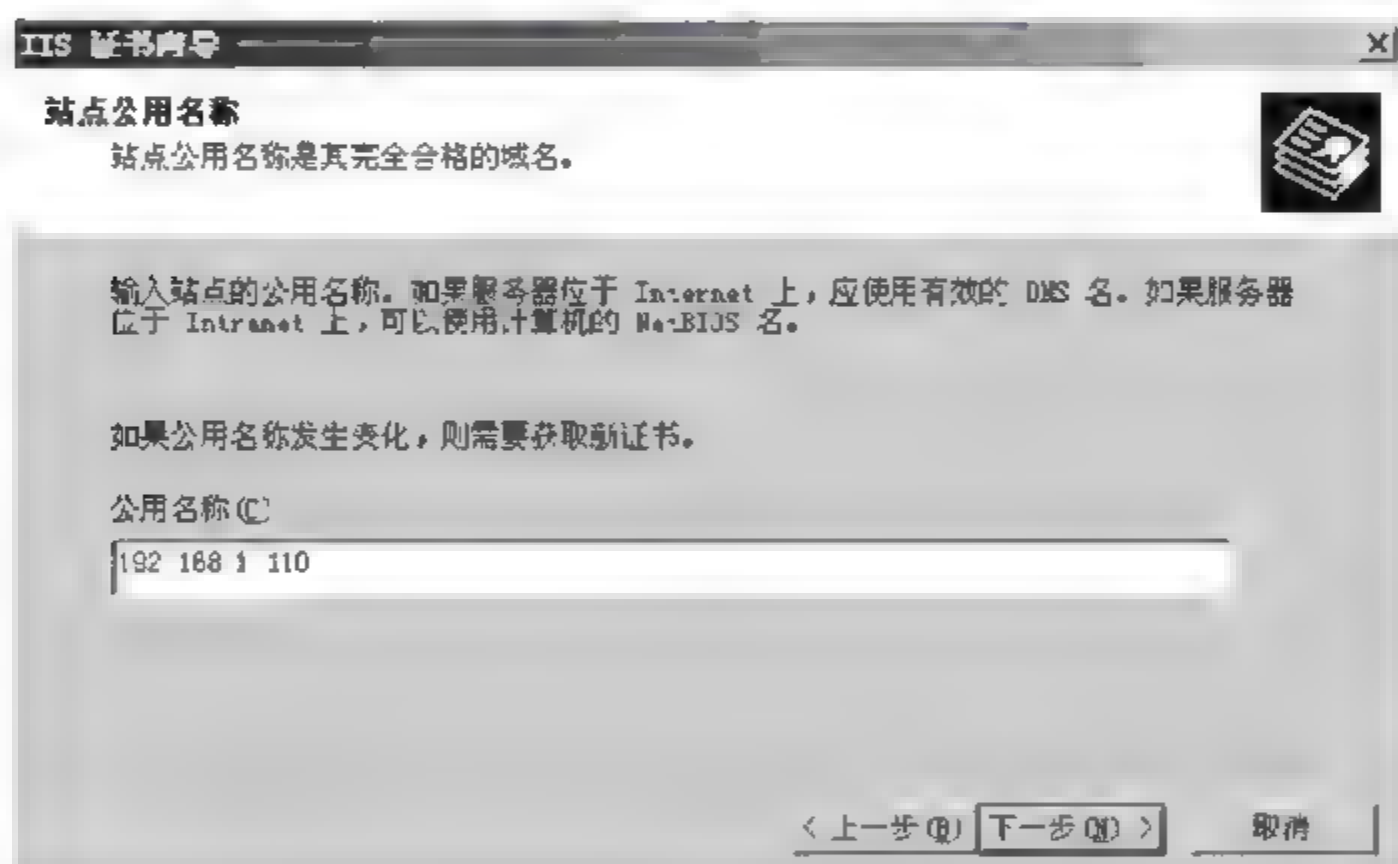 IIS 证书向导
站点公用名称
站点公用名称是其完全合格的域名。
输入站点的公用名称。如果服务器位于 Internet 上，应使用有效的 DNS 名。如果服务器
位于 Intranet 上，可以使用计算机的 NetBIOS 名。
如果公用名称发生变化，则需要获取新证书。
公用名称(C)
192 168 1 110
< 上一步(B) 下一步(N) > 取消